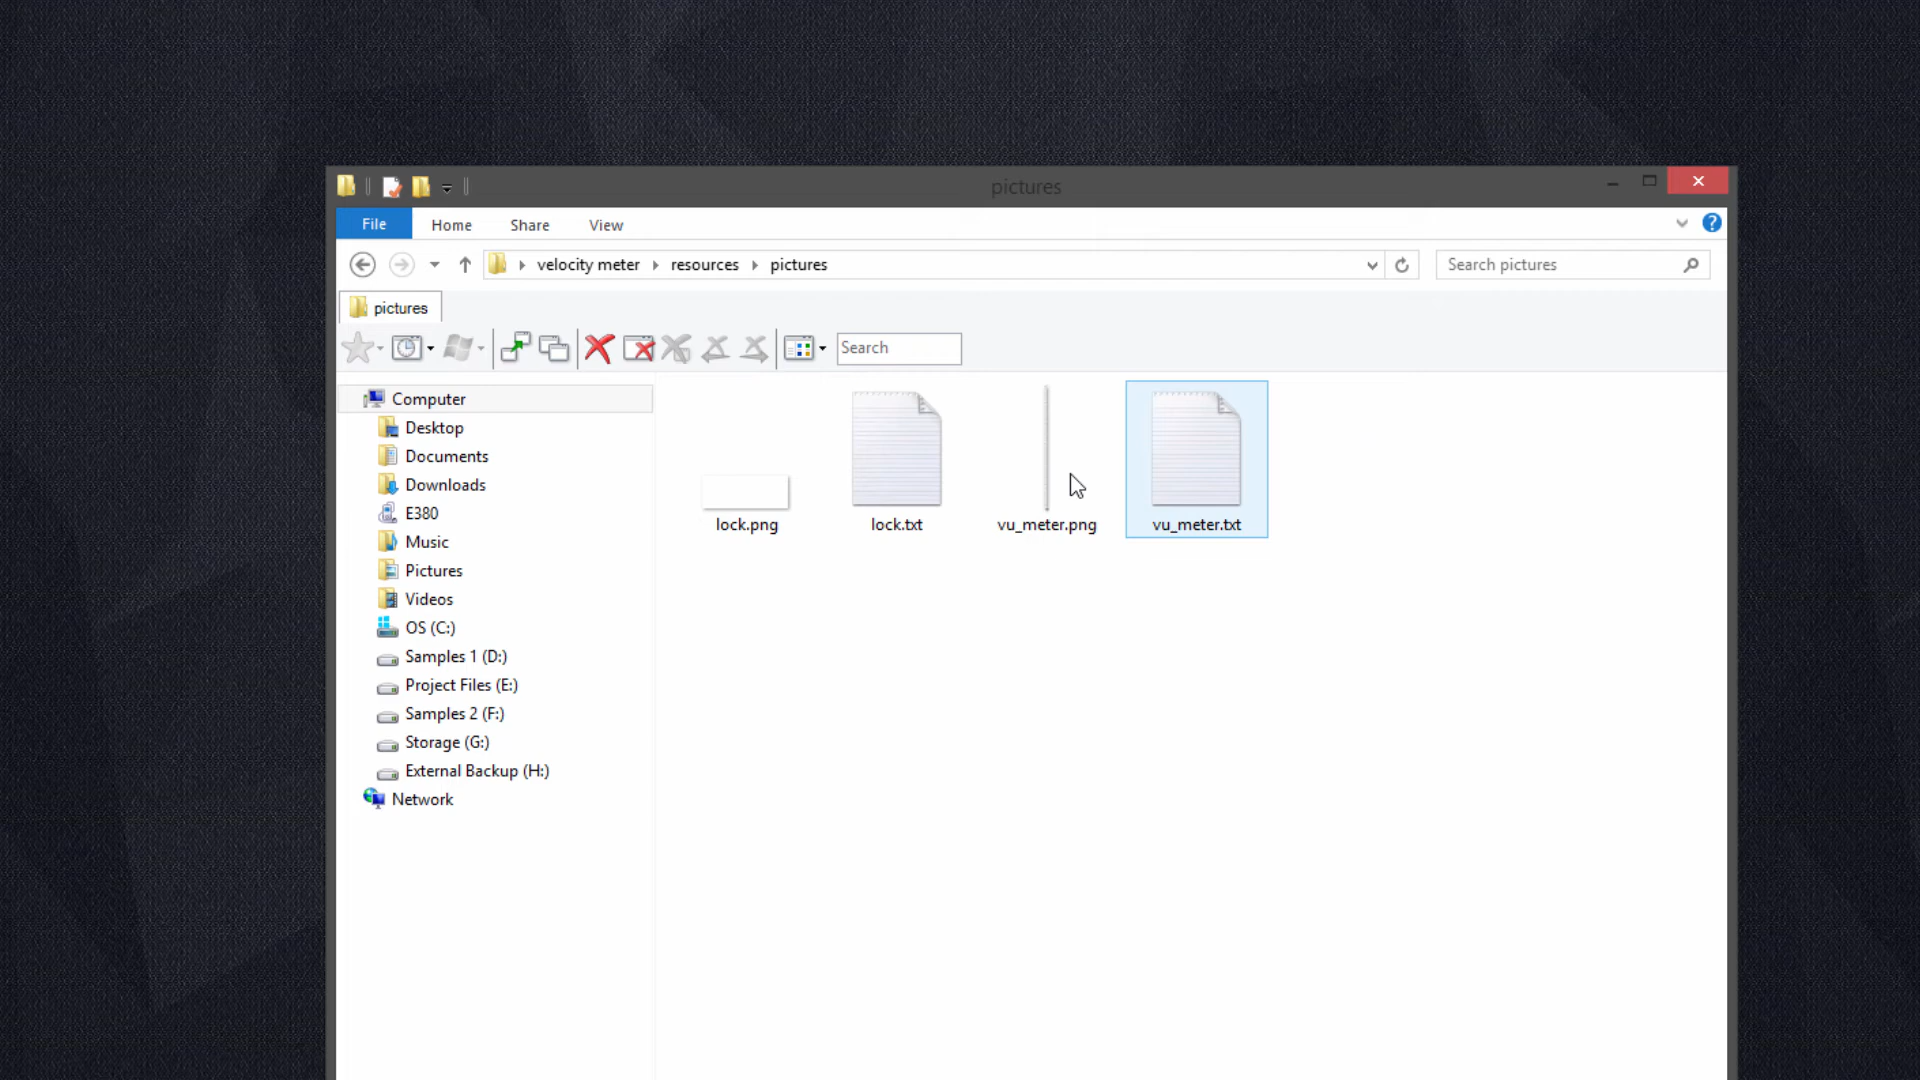 pictures
File Home Share View
velocity meter resources pictures
Search pictures
pictures
Search
Computer
Desktop
Documents
Downloads
E380
Music
Pictures
Videos
OS (C:)
Samples 1 (D:)
Project Files (E:)
Samples 2 (F:)
Storage (G:)
External Backup (H:)
Network
lock.png lock.txt vu_meter.png vu_meter.txt